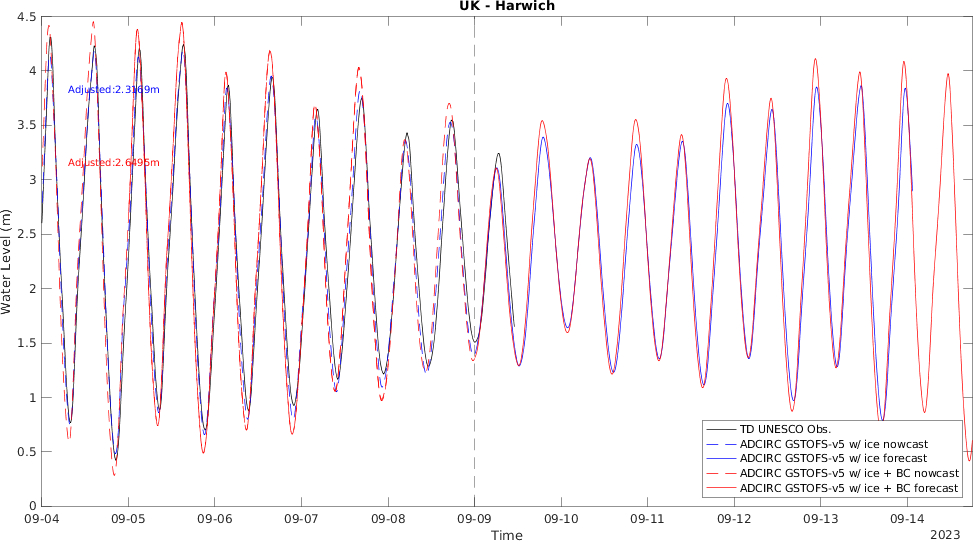 UK - Harwich
4.5
4
3.5
3
2.5
2
1.5
1
0.5
0
Water Level (m)
Adjusted:2.3169m
Adjusted:2.6495m
TD UNESCO Obs.
ADCIRC GSTOFS-v5 w/ ice nowcast
ADCIRC GSTOFS-v5 w/ ice forecast
ADCIRC GSTOFS-v5 w/ ice + BC nowcast
ADCIRC GSTOFS-v5 w/ ice + BC forecast
09-04 09-05 09-06 09-07 09-08 09-09 09-10 09-11 09-12 09-13 09-14
Time
2023